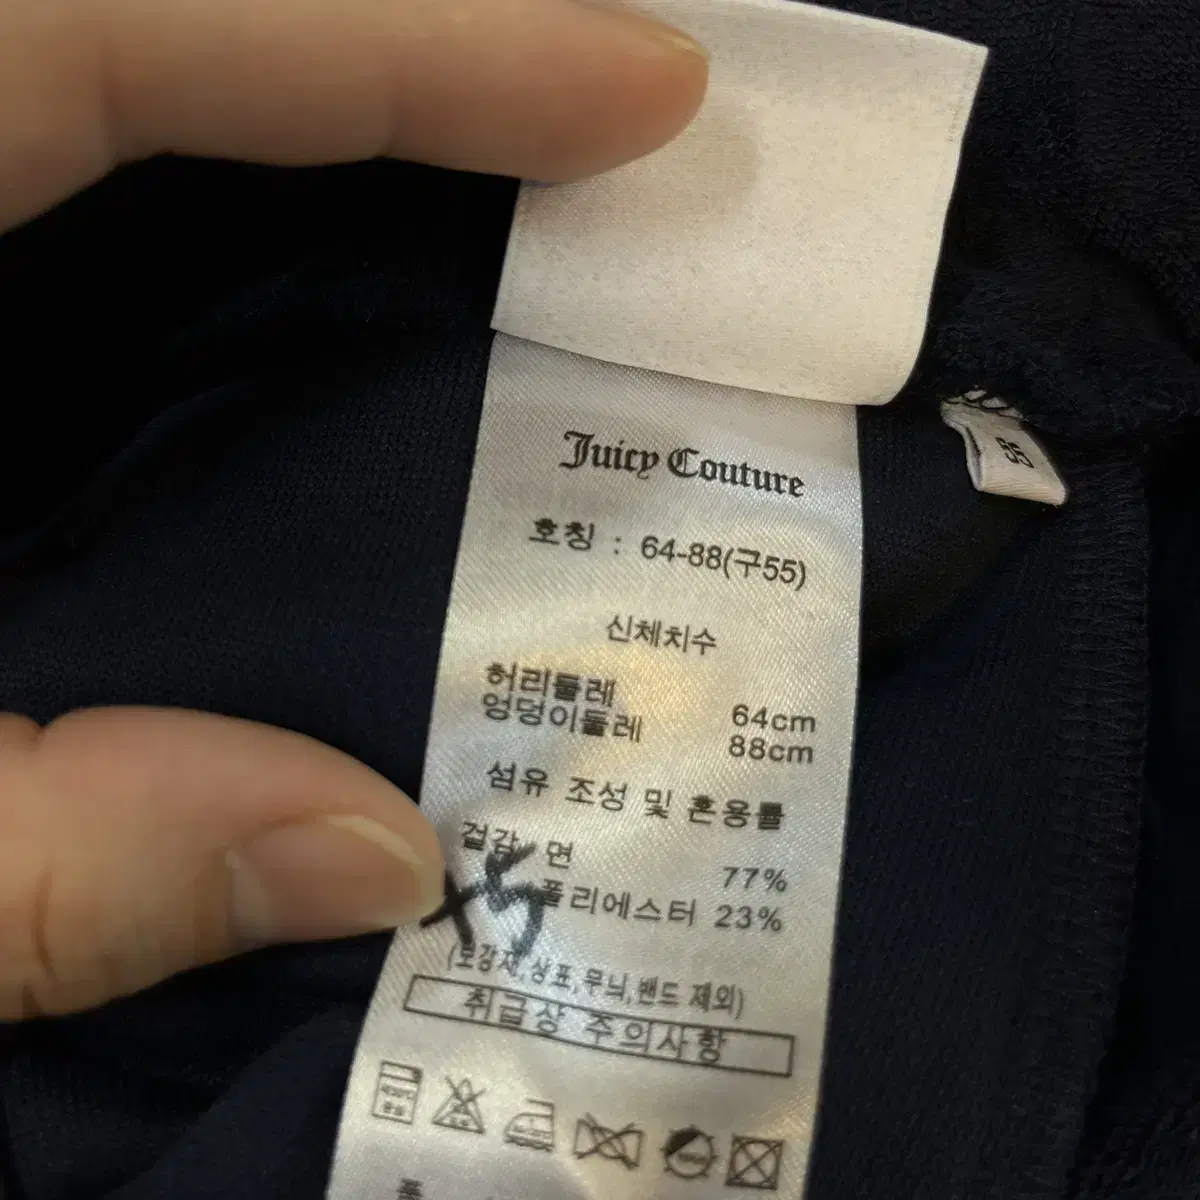 Juicy Couture
호칭 : 64-88(구55)
신체치수
허리둘레 64cm
엉덩이둘레 88cm
섬유 조성 및 혼용률
겉감 면 77%
폴리에스터 23%
(보강재,상표,무늬,밴드 제외)
취급상 주의사항